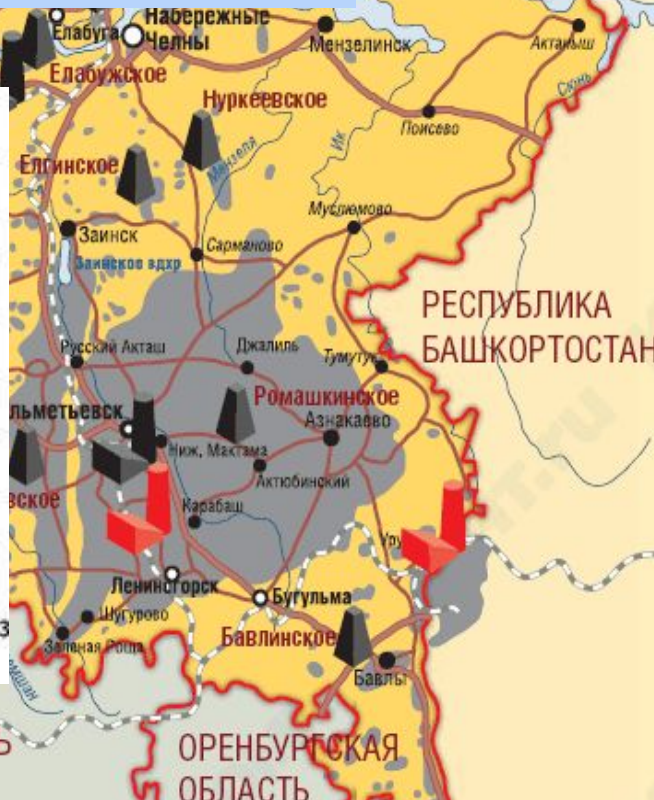 Набережные
Елабуга
Челны
Мензелинск
Актаныш
Елабужское
Сюнь
Нуркеевское
Поисево
Ик
Мензеля
Елгинское
Муслюмово
Заинск
Сарманово
Заинское вдхр
РЕСПУБЛИКА
БАШКОРТОСТАН
Русский Акташ
Джалиль
Тумутук
Ромашкинское
льметьевск
Азнакаево
Ниж. Мактама
Актюбинский
вское
Карабаш
Уру
Лениногорск
Бугульма
Шугурово
З
Бавлинское
Зеленая Роща
Бавлы
ешмшан
Ь
ОРЕНБУРГСКАЯ
ОБЛАСТЬ